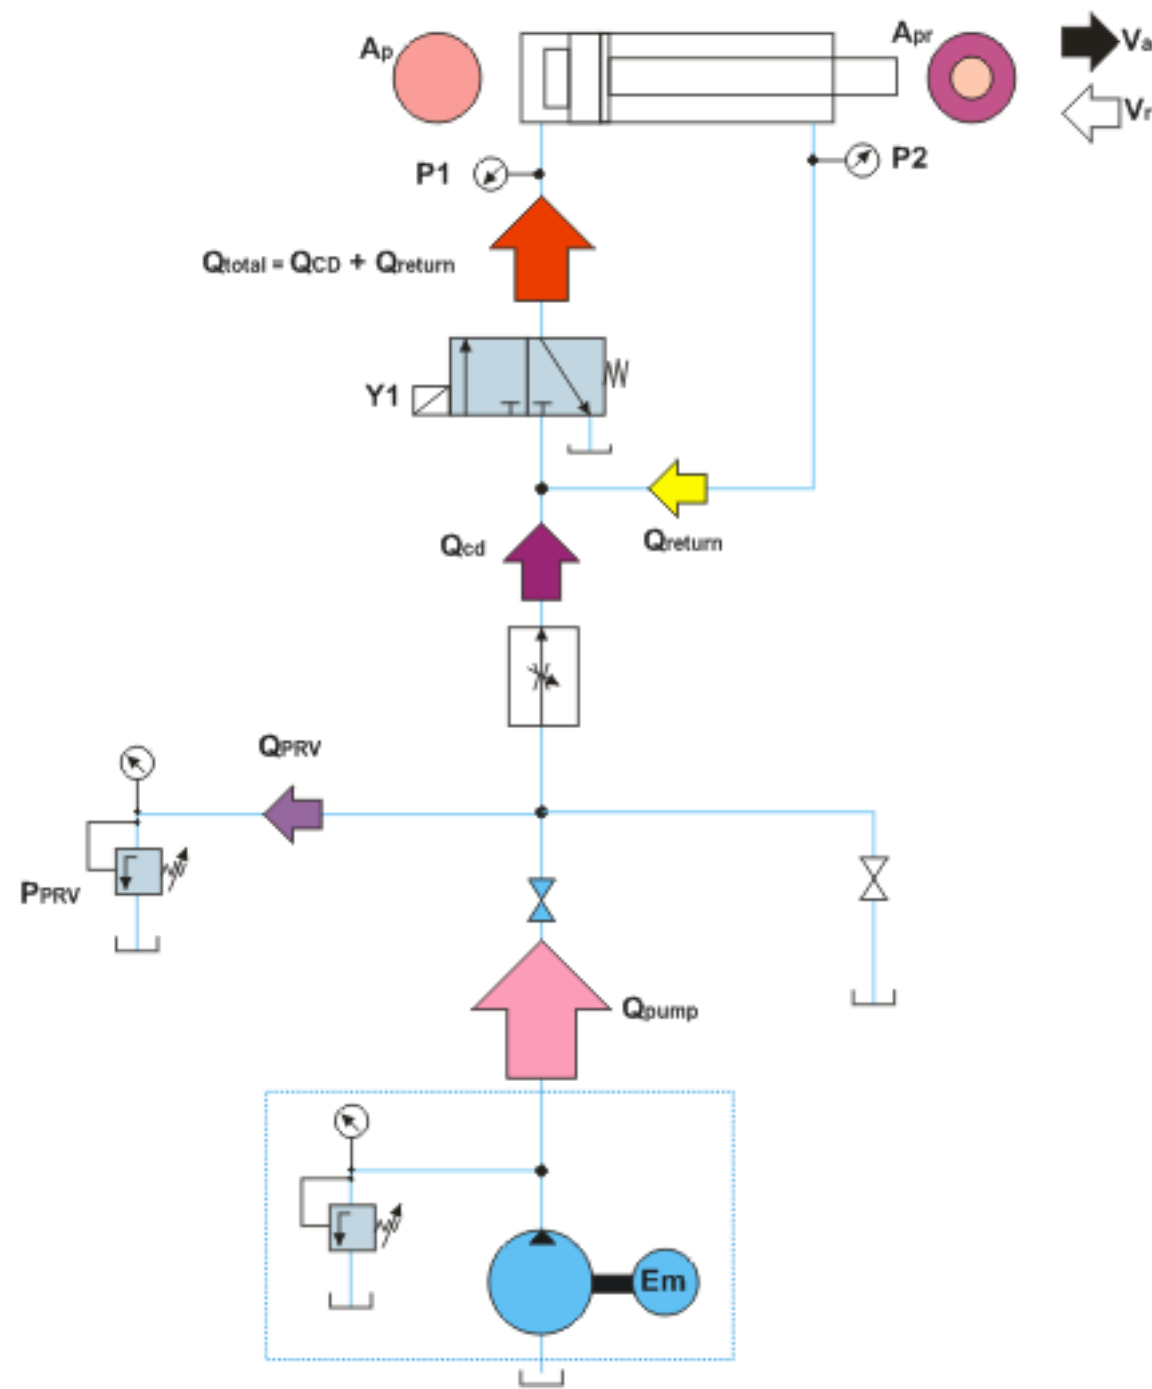 Ap
Apr
Va
Vr
P1
P2
Qtotal = QCD + Qreturn
Y1
Qcd
Qreturn
QPRV
PPRV
Qpump
Em